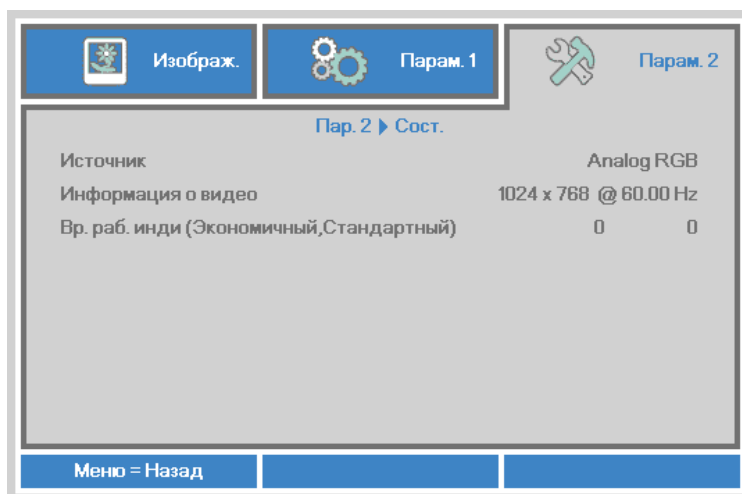 Изображ. Парам. 1 Парам. 2
Пар. 2 Сост.
Источник Analog RGB
Информация о видео 1024 x 768 @ 60.00 Hz
Вр. раб. инди (Экономичный,Стандартный) 0 0
Меню = Назад